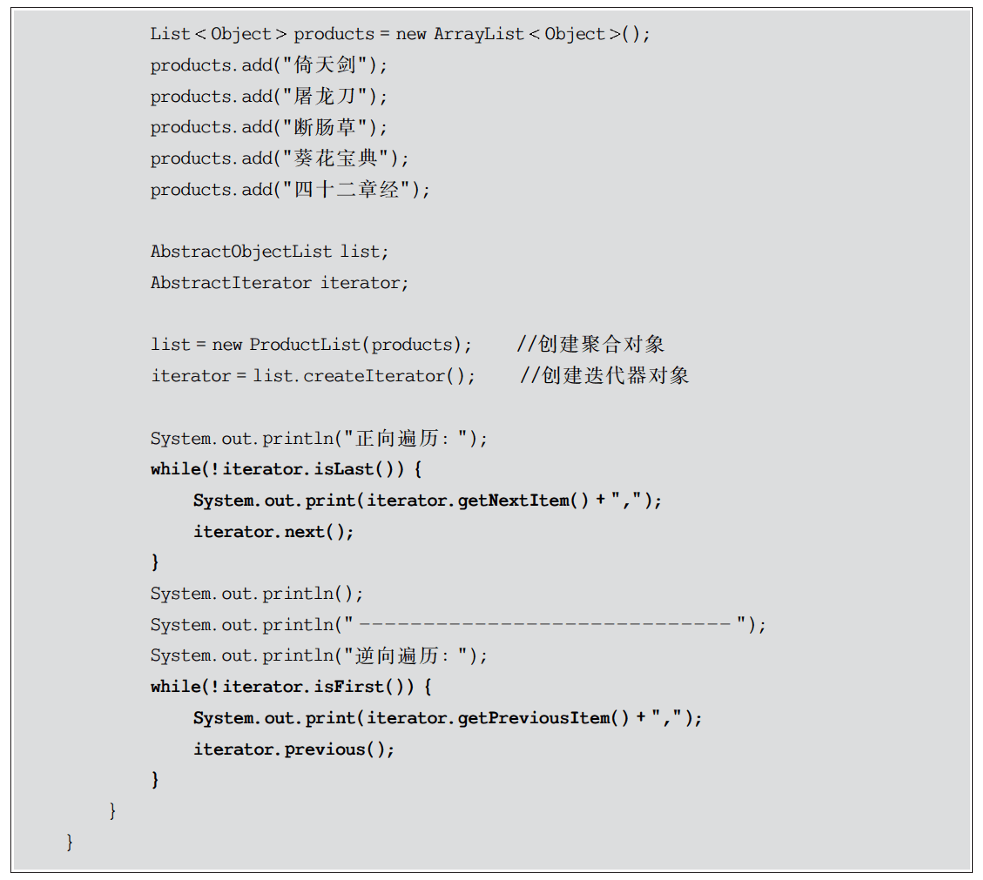 List<Object> products = new ArrayList<Object>();
products.add("倚天剑");
products.add("屠龙刀");
products.add("断肠草");
products.add("葵花宝典");
products.add("四十二章经");
AbstractObjectList list;
AbstractIterator iterator;
list = new ProductList(products);    //创建聚合对象
iterator = list.createIterator();    //创建迭代器对象
System.out.println("正向遍历：");
while(!iterator.isLast()) {
System.out.print(iterator.getNextItem() + ",");
iterator.next();
}
System.out.println();
System.out.println("-----------------------------");
System.out.println("逆向遍历：");
while(!iterator.isFirst()) {
System.out.print(iterator.getPreviousItem() + ",");
iterator.previous();
}
}
}